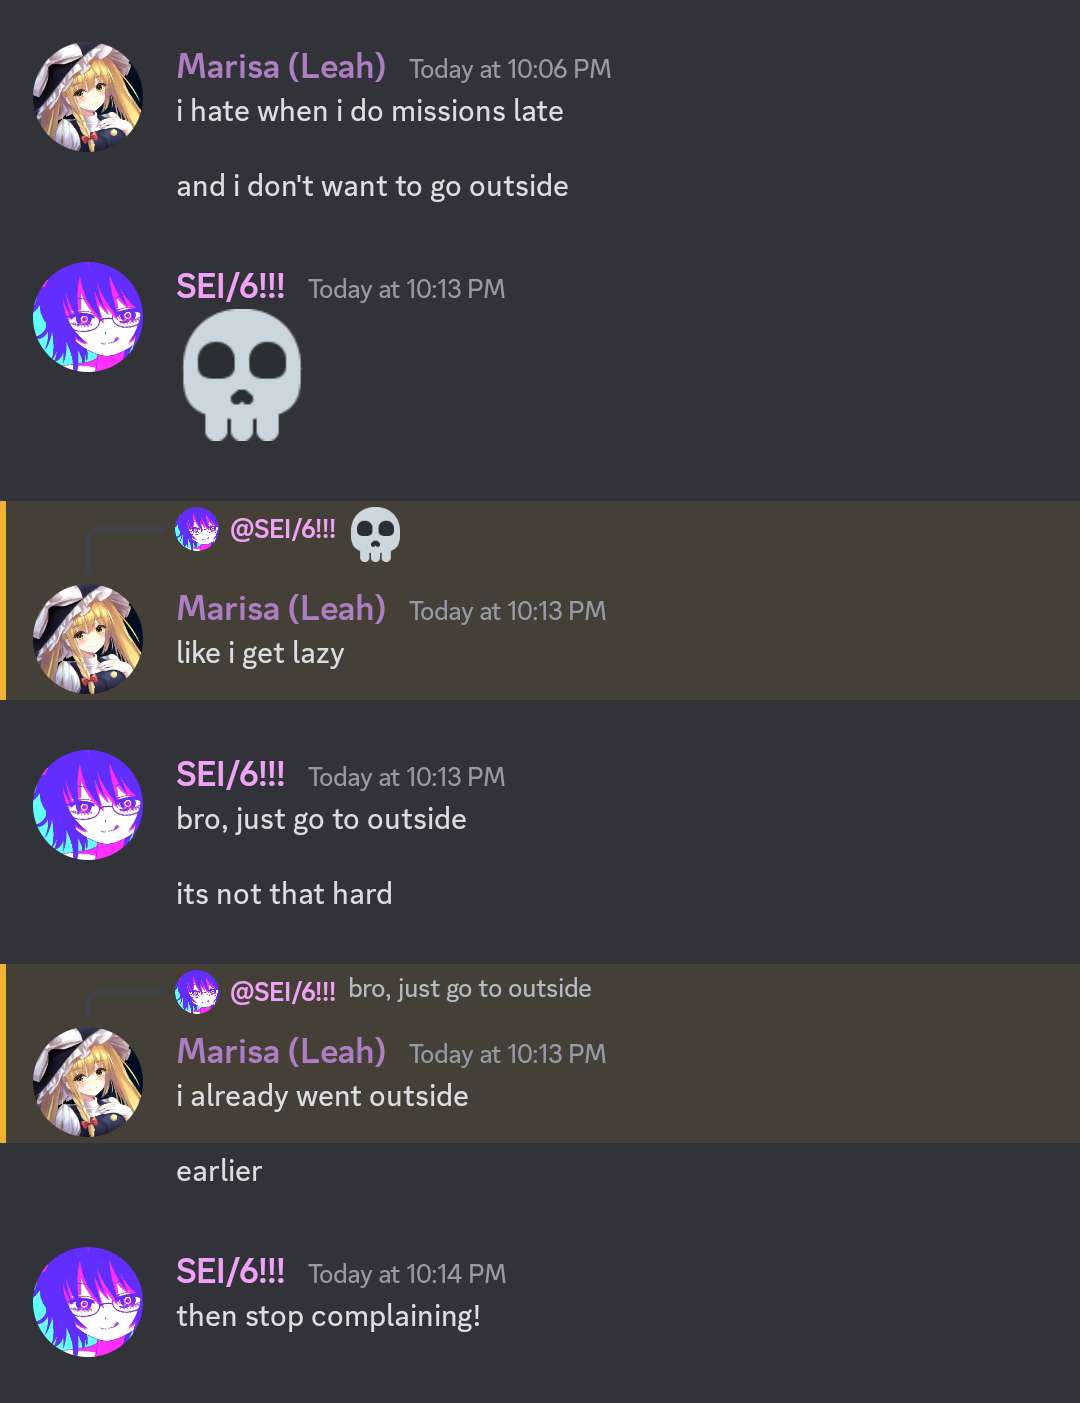 Marisa (Leah) Today at 10:06 PM
i hate when i do missions late
and i don't want to go outside
SEI/6!!! Today at 10:13 PM
💀
@SEI/6!!! 💀
Marisa (Leah) Today at 10:13 PM
like i get lazy
SEI/6!!! Today at 10:13 PM
bro, just go to outside
its not that hard
@SEI/6!!! bro, just go to outside
Marisa (Leah) Today at 10:13 PM
i already went outside
earlier
SEI/6!!! Today at 10:14 PM
then stop complaining!